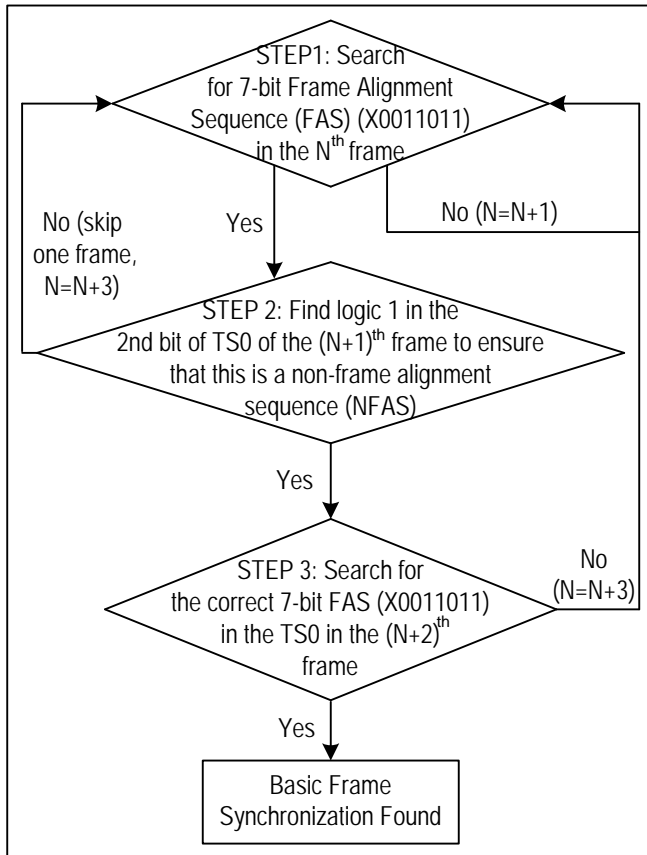 STEP1: Search
for 7-bit Frame Alignment
Sequence (FAS) (X0011011)
in the Nth frame
No (N=N+1)
Yes
No (skip
one frame,
N=N+3)
STEP 2: Find logic 1 in the
2nd bit of TS0 of the (N+1)th frame to ensure
that this is a non-frame alignment
sequence (NFAS)
Yes
STEP 3: Search for
the correct 7-bit FAS (X0011011)
in the TS0 in the (N+2)th
frame
No
(N=N+3)
Yes
Basic Frame
Synchronization Found